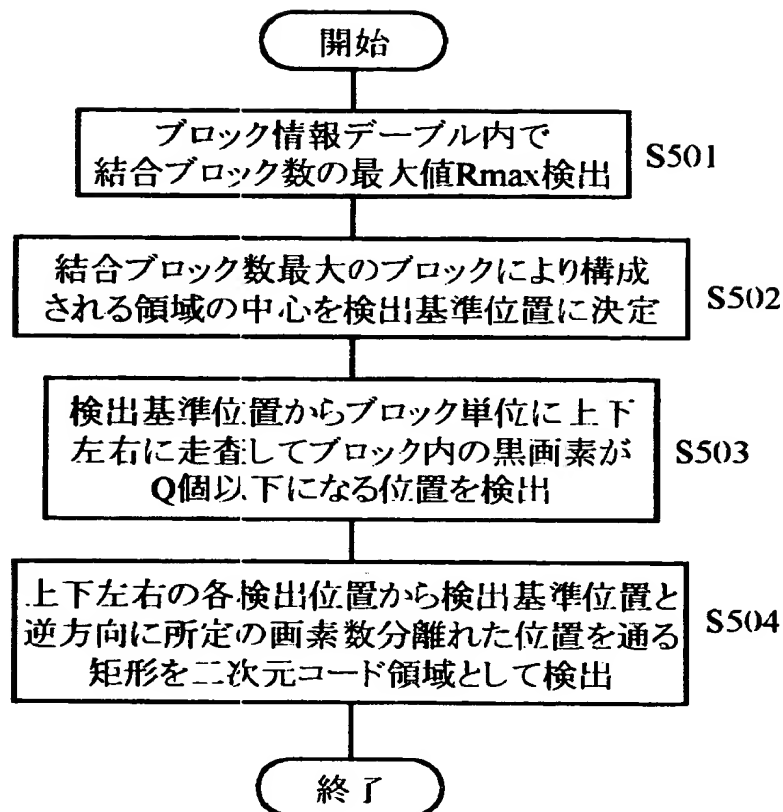 開始
ブロック情報テーブル内で
結合ブロック数の最大値Rmax検出
S501
結合ブロック数最大のブロックにより構成
される領域の中心を検出基準位置に決定
S502
検出基準位置からブロック単位に上下
左右に走査してブロック内の黒画素が
Q個以下になる位置を検出
S503
上下左右の各検出位置から検出基準位置と
逆方向に所定の画素数分離れた位置を通る
矩形を二次元コード領域として検出
S504
終了